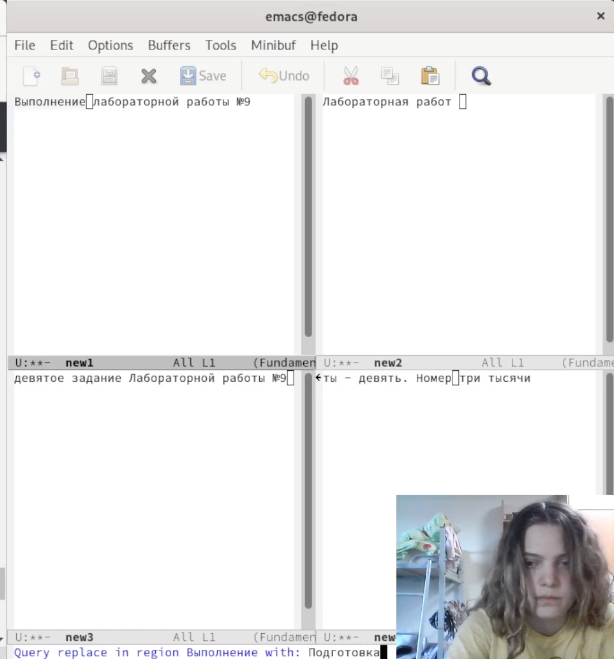 emacs@fedora
File Edit Options Buffers Tools Minibuf Help
Save Undo
Выполнение лабораторной работы №9
Лабораторная работ
U:**- new1 All L1 (Fundamen
U:**- new2 All L1 (Fundame
девятое задание Лабораторной работы №9
ты - девять. Номер три тысячи
U:**- new3 All L1 (Fundamen
U:**- new
Query replace in region Выполнение with: Подготовка